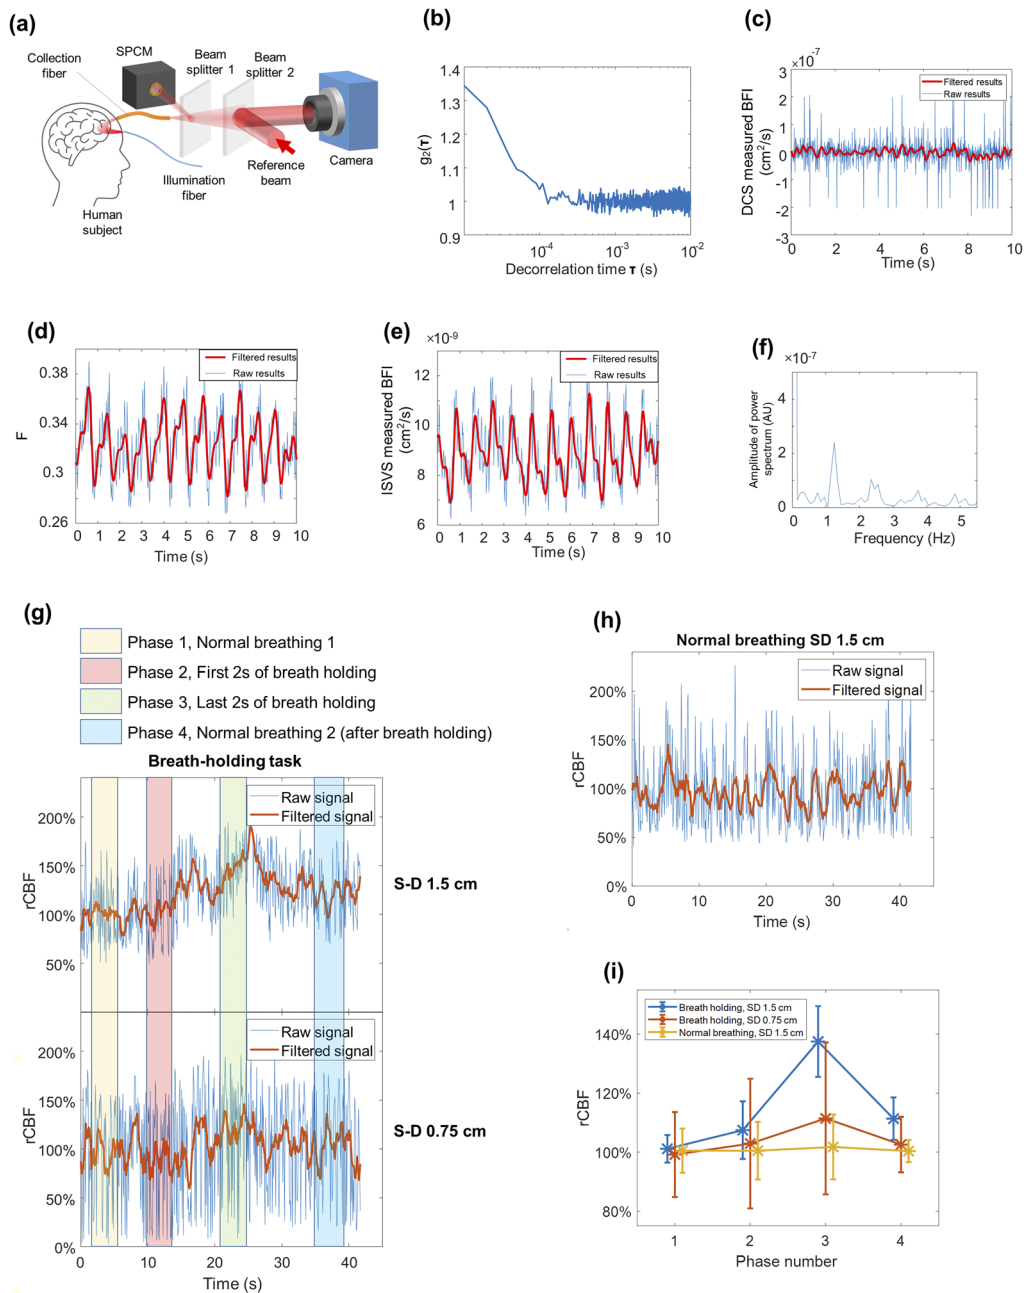 (a)
Collection
fiber
SPCM
Beam
splitter 1
Beam
splitter 2
Illumination
fiber
Reference
beam
Camera
Human
subject
(b)
1.4
1.3
1.2
1.1
1
0.9
g₂(τ)
10⁻⁴
10⁻³
10⁻²
Decorrelation time τ (s)
(c)
×10⁻⁷
3
2
1
0
-1
-2
-3
DCS measured BFI
(cm²/s)
Filtered results
Raw results
0 2 4 6 8 10
Time (s)
(d)
0.38
0.34
0.3
0.26
F
Filtered results
Raw results
0 1 2 3 4 5 6 7 8 9 10
Time (s)
(e)
×10⁻⁹
12
10
8
6
ISVS measured BFI
(cm²/s)
Filtered results
Raw results
0 1 2 3 4 5 6 7 8 9 10
Time (s)
(f)
×10⁻⁷
4
2
0
Amplitude of power
spectrum (AU)
0 1 2 3 4 5
Frequency (Hz)
(g)
Phase 1, Normal breathing 1
Phase 2, First 2s of breath holding
Phase 3, Last 2s of breath holding
Phase 4, Normal breathing 2 (after breath holding)
Breath-holding task
Raw signal
Filtered signal
200%
150%
100%
50%
rCBF
S-D 1.5 cm
Raw signal
Filtered signal
200%
150%
100%
50%
0%
rCBF
S-D 0.75 cm
0 10 20 30 40
Time (s)
(h)
Normal breathing SD 1.5 cm
Raw signal
Filtered signal
200%
150%
100%
50%
0%
rCBF
0 10 20 30 40
Time (s)
(i)
Breath holding, SD 1.5 cm
Breath holding, SD 0.75 cm
Normal breathing, SD 1.5 cm
140%
120%
100%
80%
rCBF
1 2 3 4
Phase number